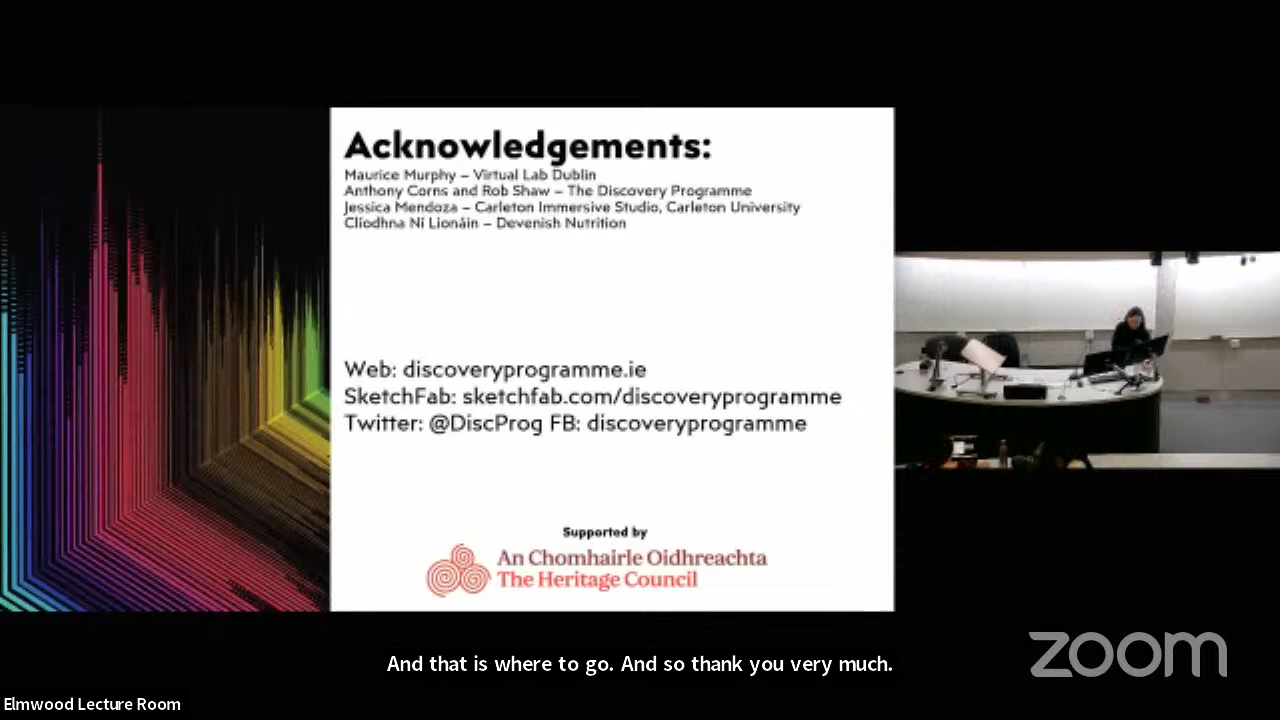 Acknowledgements:
Maurice Murphy – Virtual Lab Dublin
Anthony Corns and Rob Shaw – The Discovery Programme
Jessica Mendoza – Carleton Immersive Studio, Carleton University
Clíodhna Ní Lionáin – Devenish Nutrition
Web: discoveryprogramme.ie
SketchFab: sketchfab.com/discoveryprogramme
Twitter: @DiscProg FB: discoveryprogramme
Supported by
An Chomhairle Oidhreachta
The Heritage Council
And that is where to go. And so thank you very much.
zoom
Elmwood Lecture Room